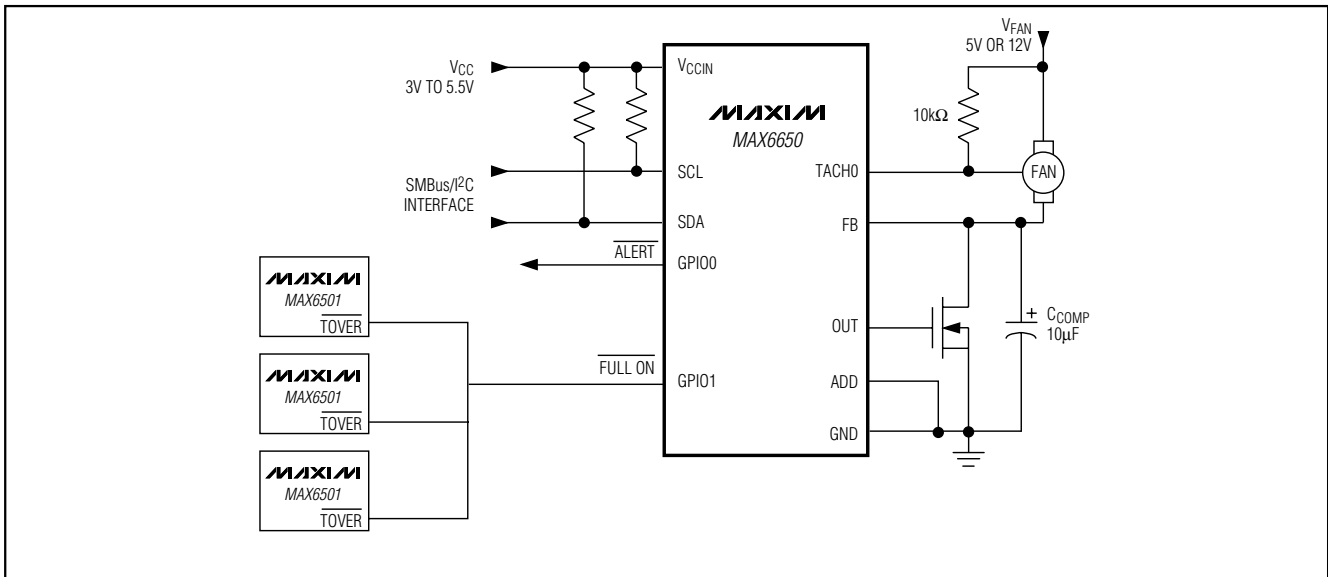 VCC
3V TO 5.5V
SMBus/I²C
INTERFACE
ALERT
FULL ON
MAXIM
MAX6501
TOVER
MAXIM
MAX6501
TOVER
MAXIM
MAX6501
TOVER
VCCIN
SCL
SDA
GPIO0
GPIO1
MAXIM
MAX6650
TACH0
FB
OUT
ADD
GND
VFAN
5V OR 12V
10kΩ
FAN
+
CCOMP
10µF